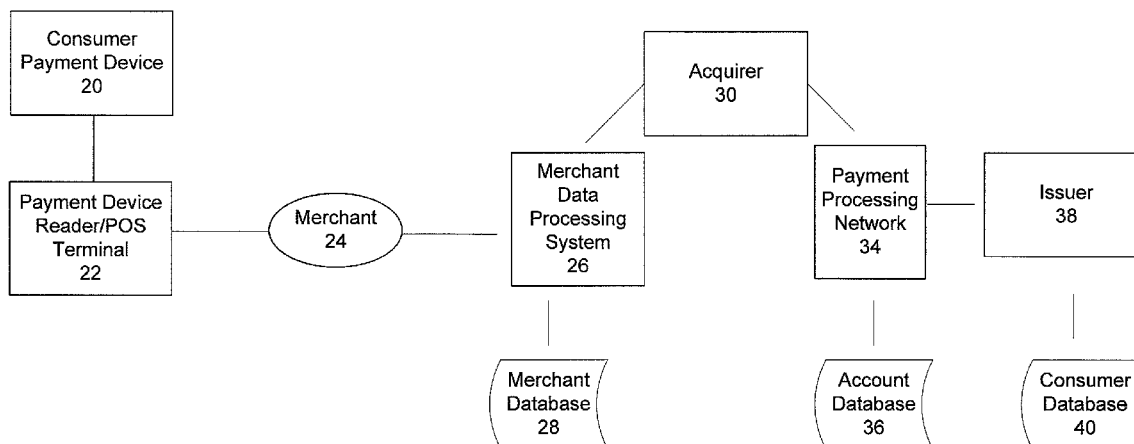 Consumer
Payment Device
20
Acquirer
30
Payment Device
Reader/POS
Terminal
22
Merchant
24
Merchant
Data
Processing
System
26
Payment
Processing
Network
34
Issuer
38
Merchant
Database
28
Account
Database
36
Consumer
Database
40